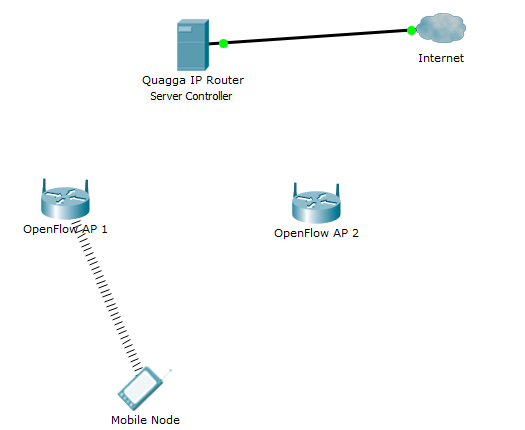 Quagga IP Router
Server Controller
Internet
OpenFlow AP 1
OpenFlow AP 2
Mobile Node